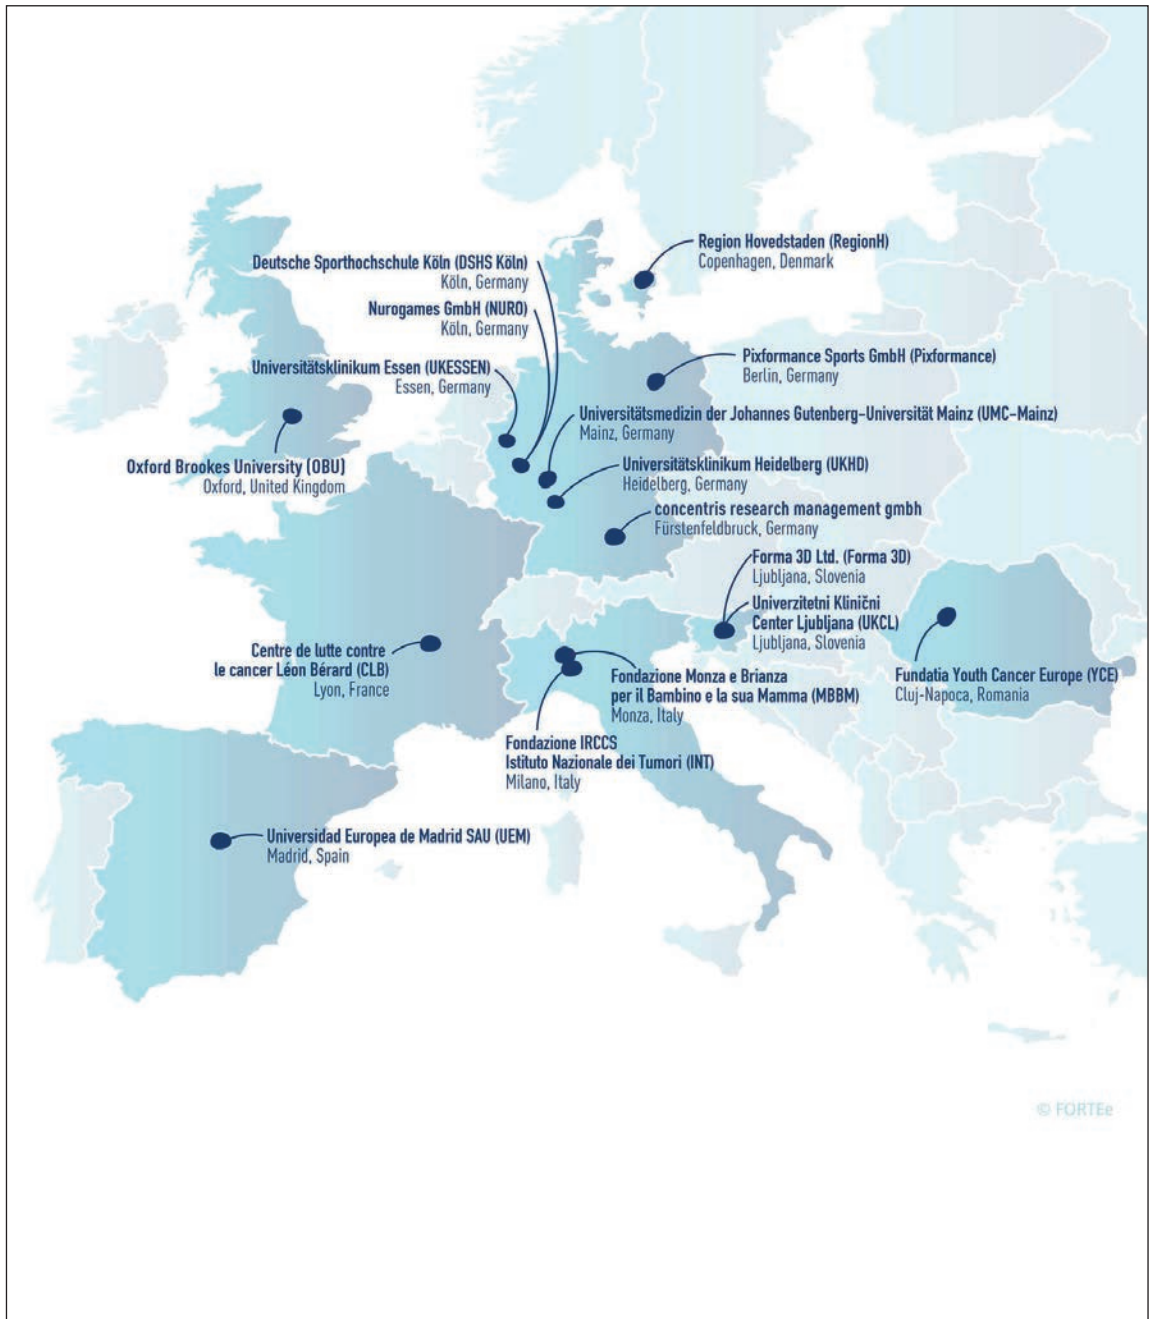 Region Hovedstaden (RegionH)
Copenhagen, Denmark
Deutsche Sporthochschule Köln (DSHS Köln)
Köln, Germany
Nurogames GmbH (NURO)
Köln, Germany
Universitätsklinikum Essen (UKESSEN)
Essen, Germany
Pixformance Sports GmbH (Pixformance)
Berlin, Germany
Universitätsmedizin der Johannes Gutenberg-Universität Mainz (UMC-Mainz)
Mainz, Germany
Oxford Brookes University (OBU)
Oxford, United Kingdom
Universitätsklinikum Heidelberg (UKHD)
Heidelberg, Germany
concentris research management gmbh
Fürstenfeldbruck, Germany
Forma 3D Ltd. (Forma 3D)
Ljubljana, Slovenia
Univerzitetni Klinični
Center Ljubljana (UKCL)
Ljubljana, Slovenia
Centre de lutte contre
le cancer Léon Bérard (CLB)
Lyon, France
Fondazione Monza e Brianza
per il Bambino e la sua Mamma (MBBM)
Monza, Italy
Fundatia Youth Cancer Europe (YCE)
Cluj-Napoca, Romania
Fondazione IRCCS
Istituto Nazionale dei Tumori (INT)
Milano, Italy
Universidad Europea de Madrid SAU (UEM)
Madrid, Spain
© FORTEe